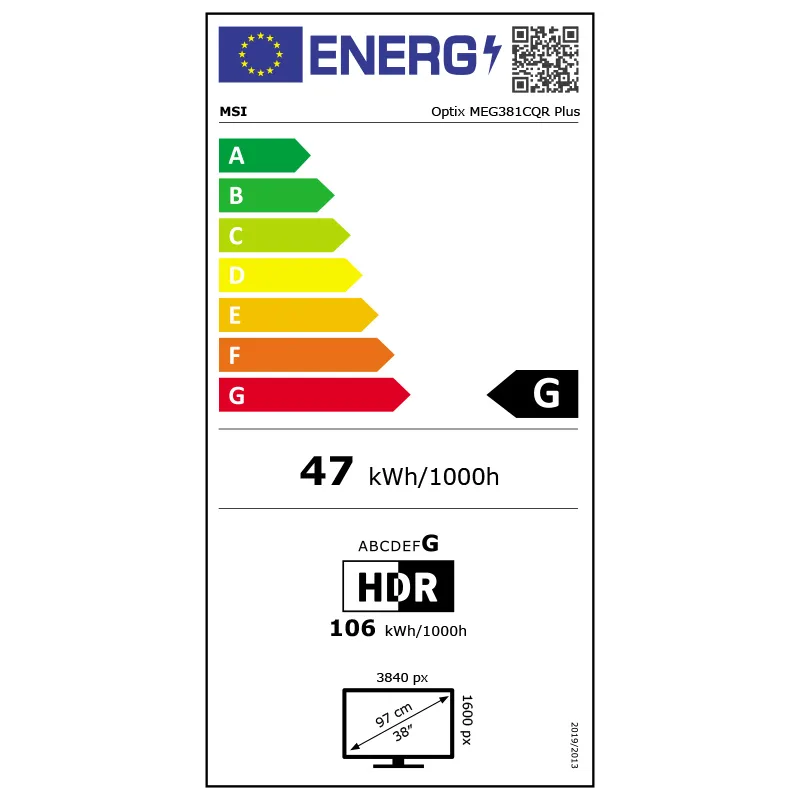 ENERG
MSI Optix MEG381CQR Plus
A
B
C
D
E
F
G G
47 kWh/1000h
ABCDEFG
HDR
106 kWh/1000h
3840 px
97 cm
38″
1600 px
2019/2013